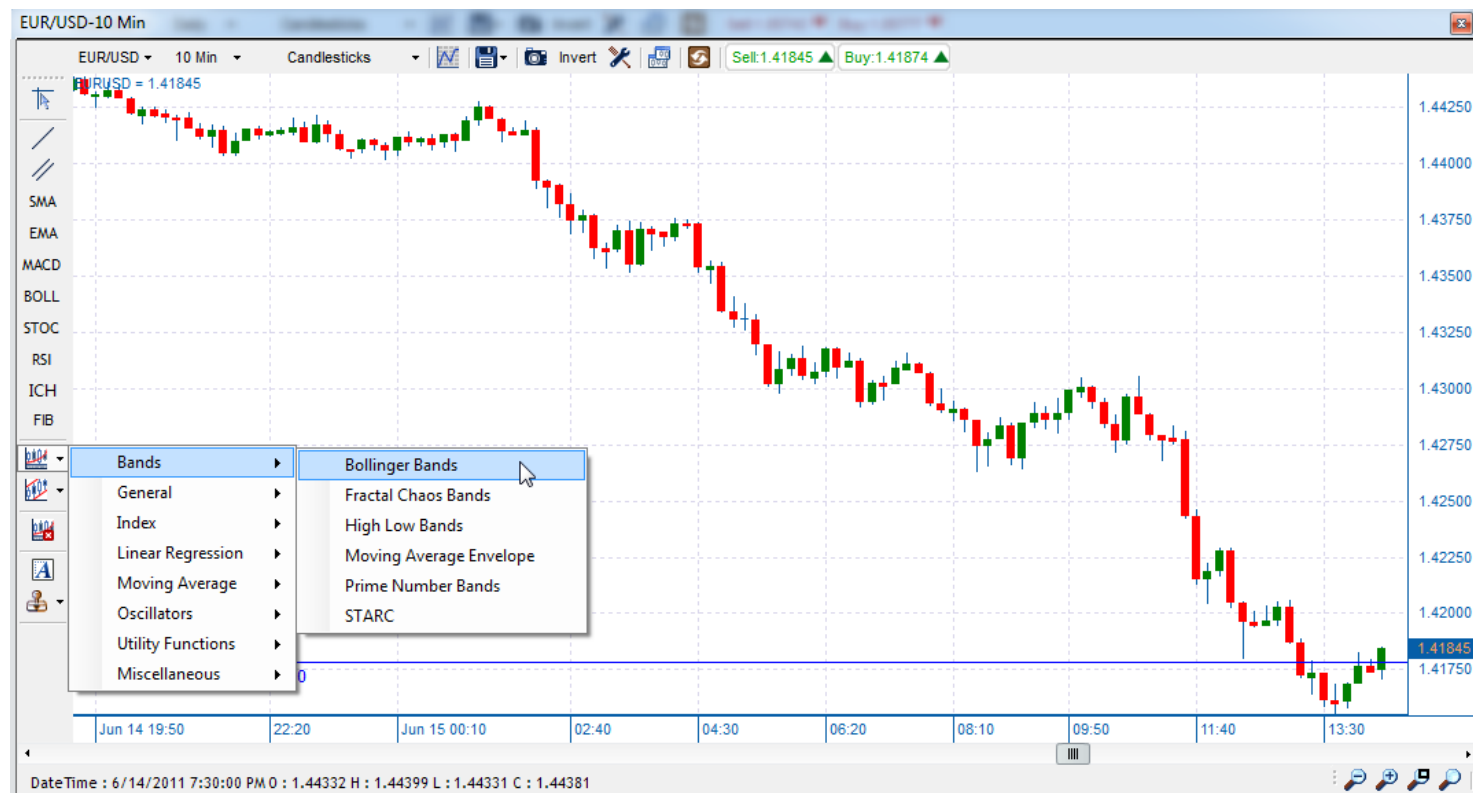 EUR/USD-10 Min
EUR/USD 10 Min Candlesticks Invert Sell:1.41845 Buy:1.41874
EURUSD = 1.41845
SMA
EMA
MACD
BOLL
STOC
RSI
ICH
FIB
A
Bands
General
Index
Linear Regression
Moving Average
Oscillators
Utility Functions
Miscellaneous
Bollinger Bands
Fractal Chaos Bands
High Low Bands
Moving Average Envelope
Prime Number Bands
STARC
0
1.44250
1.44000
1.43750
1.43500
1.43250
1.43000
1.42750
1.42500
1.42250
1.42000
1.41845
1.41750
Jun 14 19:50 22:20 Jun 15 00:10 02:40 04:30 06:20 08:10 09:50 11:40 13:30
DateTime : 6/14/2011 7:30:00 PM O : 1.44332 H : 1.44399 L : 1.44331 C : 1.44381